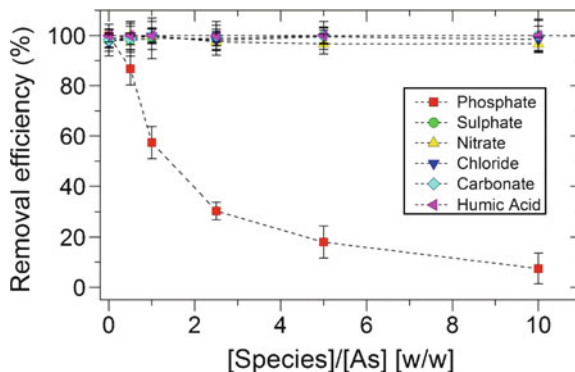 Removal efficiency (%)
100
80
60
40
20
0
Phosphate
Sulphate
Nitrate
Chloride
Carbonate
Humic Acid
0 2 4 6 8 10
[Species]/[As] [w/w]